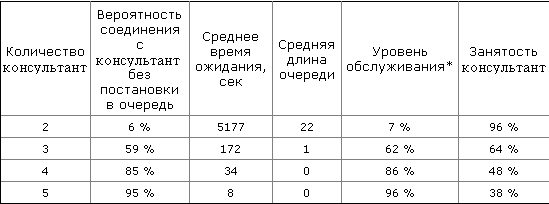 Количество
консультант
Вероятность
соединения
с
консультант
без
постановки
в очередь
Среднее
время
ожидания,
сек
Средняя
длина
очереди
Уровень
обслуживания*
Занятость
консультант
2 6 % 5177 22 7 % 96 %
3 59 % 172 1 62 % 64 %
4 85 % 34 0 86 % 48 %
5 95 % 8 0 96 % 38 %